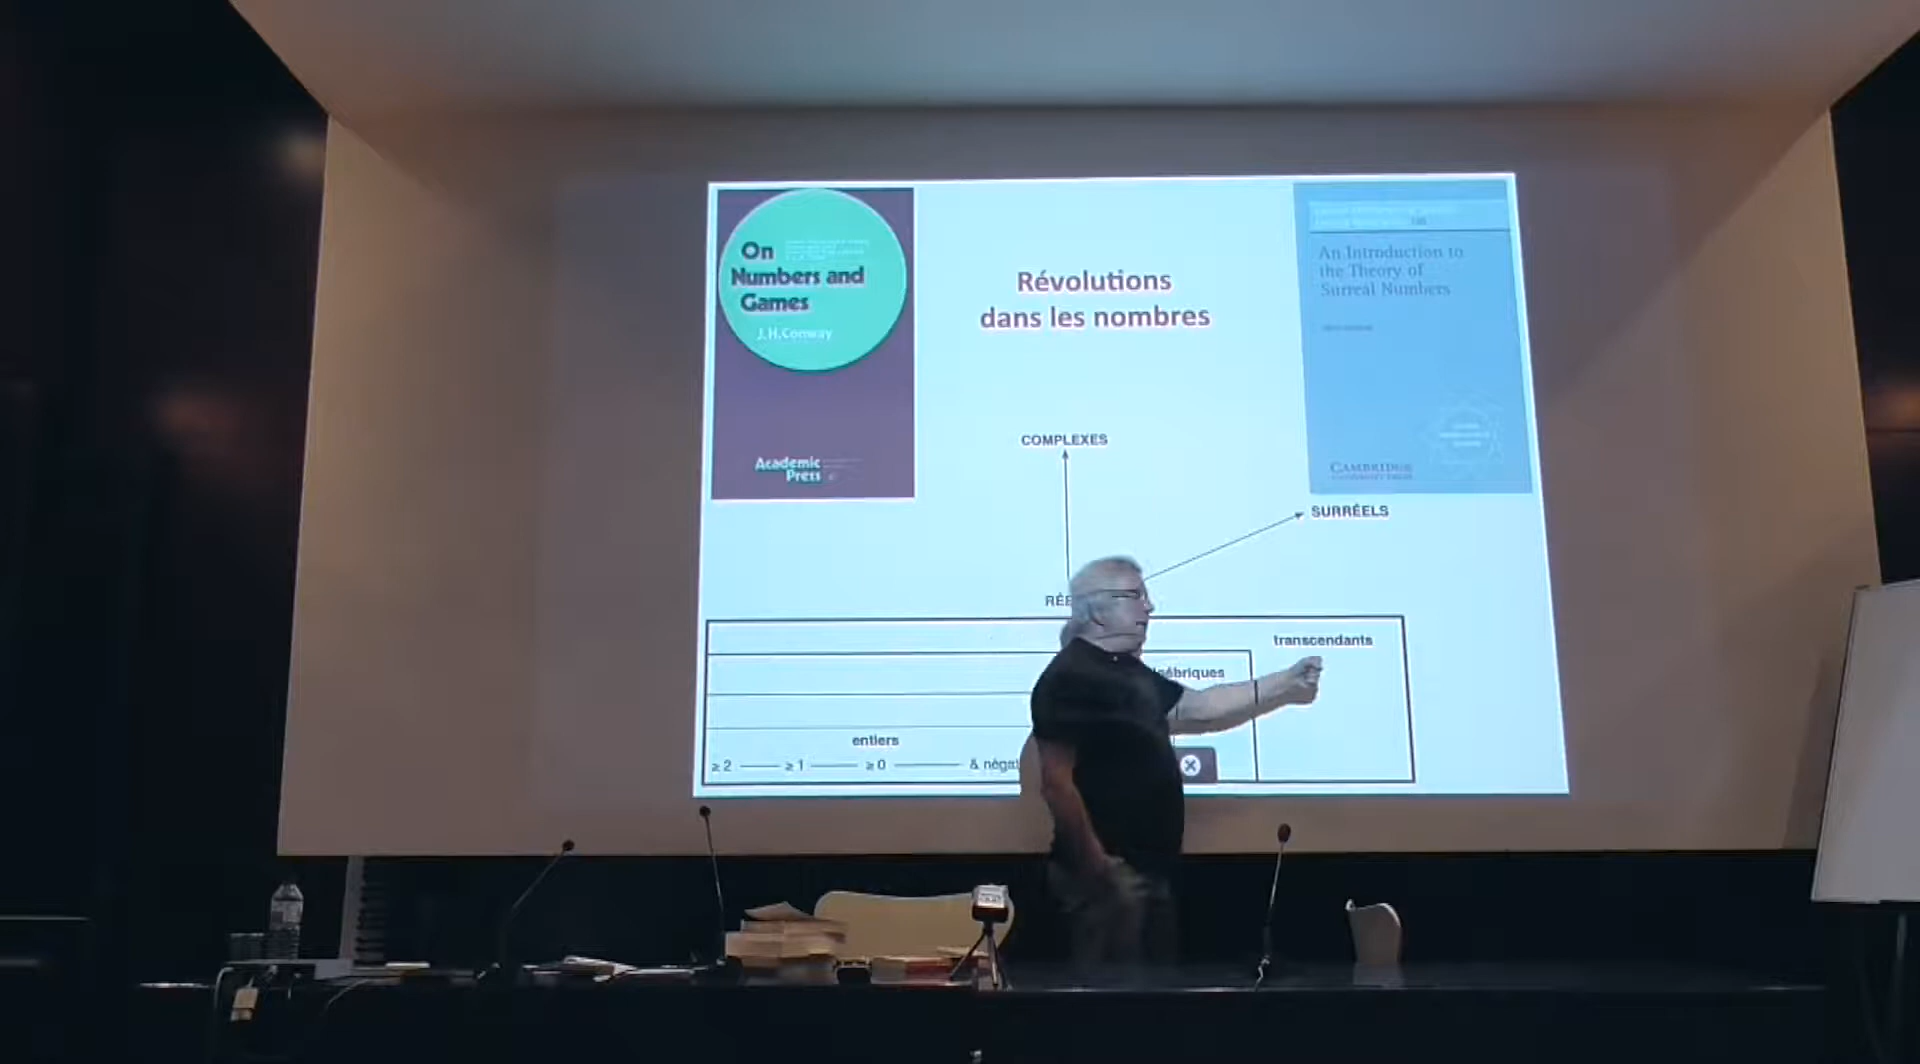 On
Numbers and
Games
J.H.Conway
Academic
Press
Révolutions
dans les nombres
An Introduction to
the Theory of
Surreal Numbers
CAMBRIDGE
COMPLEXES
SURRÉELS
transcendants
entiers
≥ 2 ≥ 1 ≥ 0 & négat